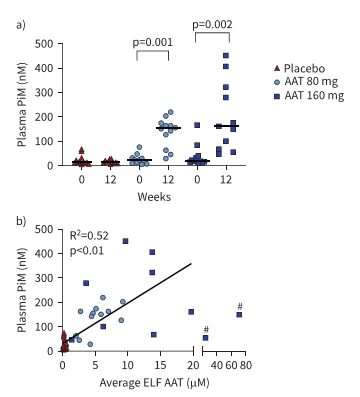 a)
p=0.002
p=0.001
500
400
300
200
100
0
Plasma PiM (nM)
0 12 0 12 0 12
Weeks
Placebo
AAT 80 mg
AAT 160 mg
b)
R²=0.52
p<0.01
500
400
300
200
100
0
Plasma PiM (nM)
#
#
0 5 10 15 20 40 60 80
Average ELF AAT (μM)